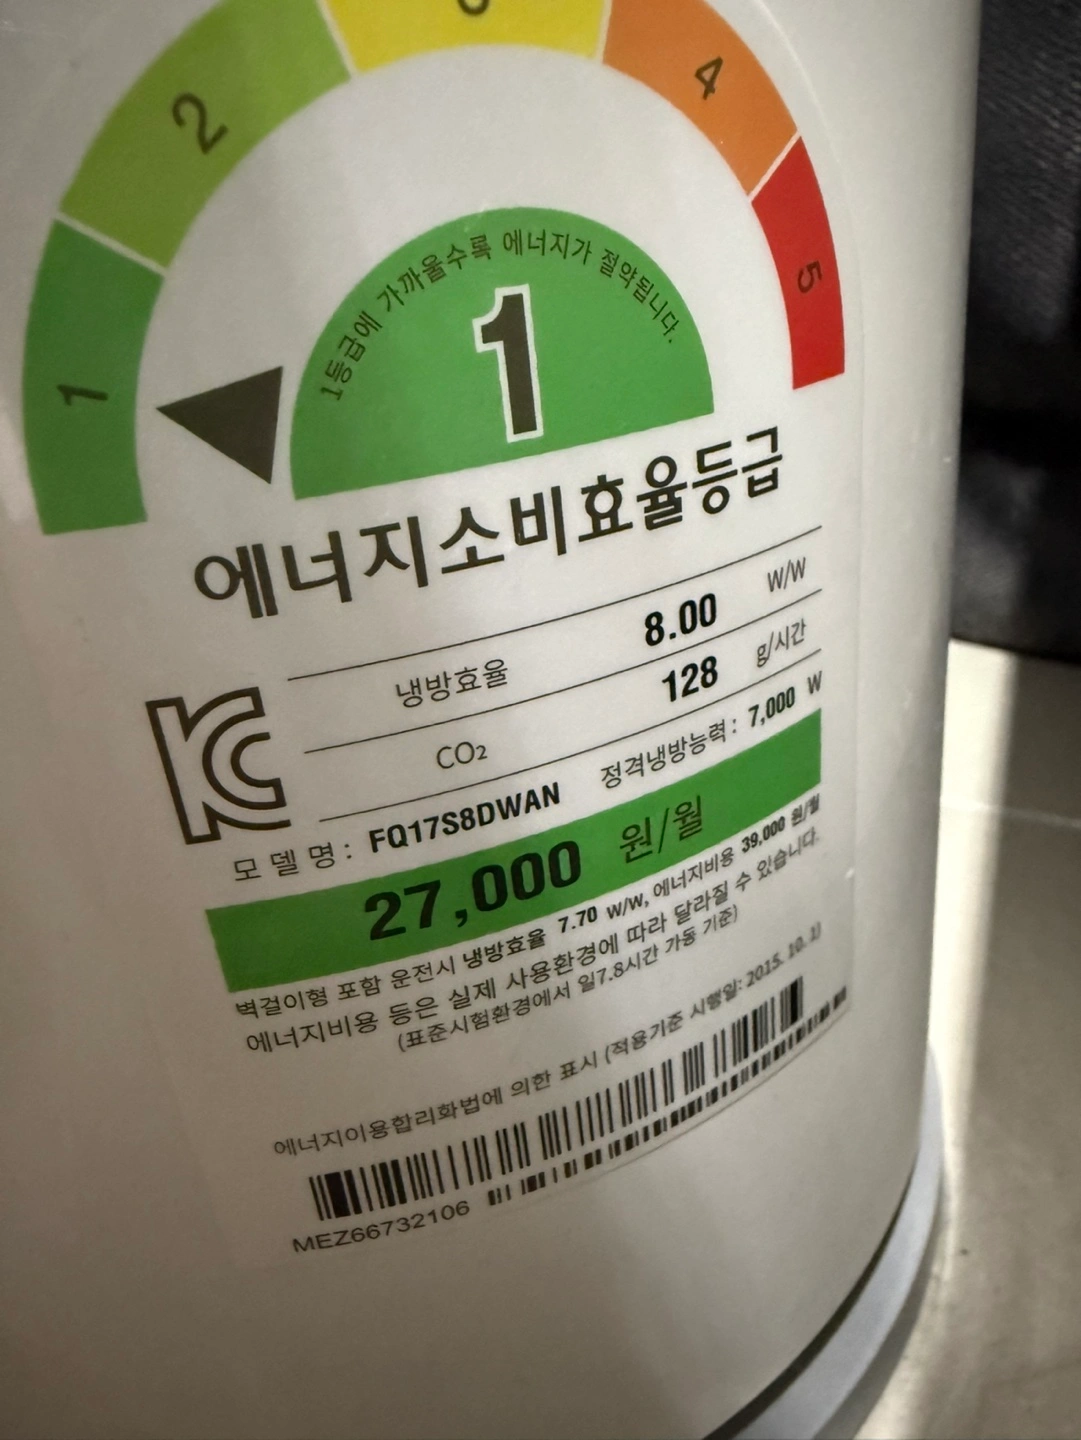 2
4
5
1
1등급에 가까울수록 에너지가 절약됩니다.
1
에너지소비효율등급
냉방효율 8.00 W/W
CO₂ 128 g/시간
모델명: FQ17S8DWAN 정격냉방능력: 7,000 W
27,000 원/월
벽걸이형 포함 운전시 냉방효율 7.70 W/W, 에너지비용 39,000 원/월
에너지비용 등은 실제 사용환경에 따라 달라질 수 있습니다.
(표준시험환경에서 일7.8시간 가동 기준)
에너지이용합리화법에 의한 표시 (적용기준 시행일: 2015. 10. 1)
MEZ66732106